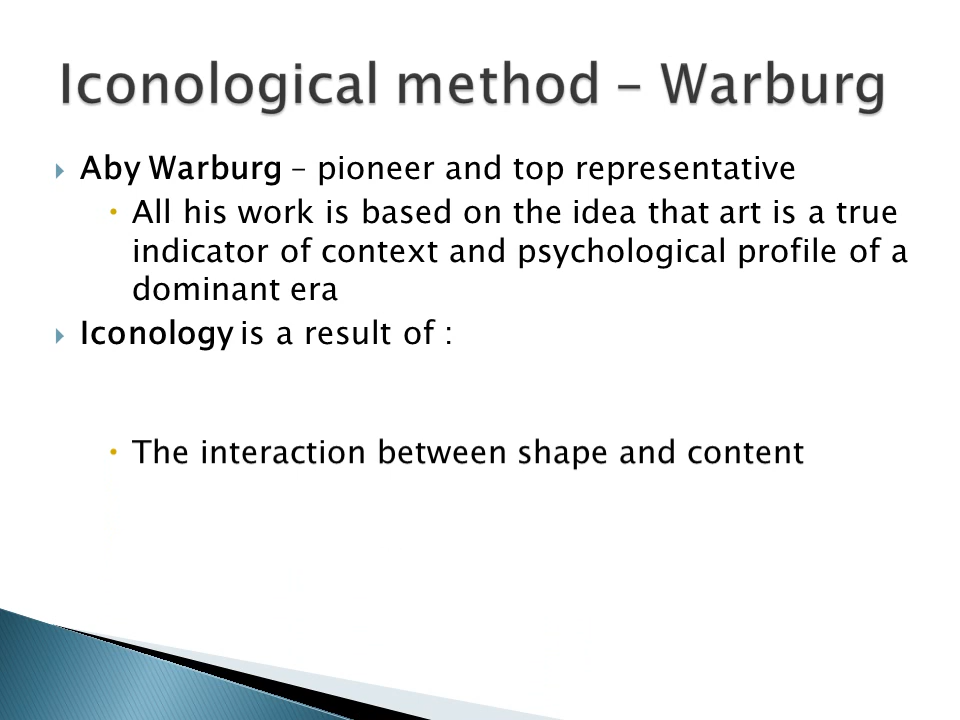 Iconological method – Warburg
Aby Warburg – pioneer and top representative
All his work is based on the idea that art is a true
indicator of context and psychological profile of a
dominant era
Iconology is a result of :
The interaction between shape and content